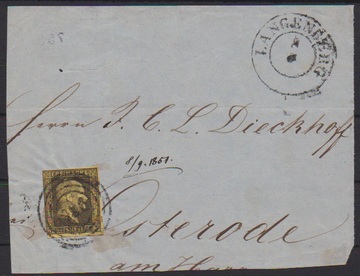 LANGENBERG
Herrn J. C. L. Dieckhoff
8/9. 1851.
Osterode
am Harz